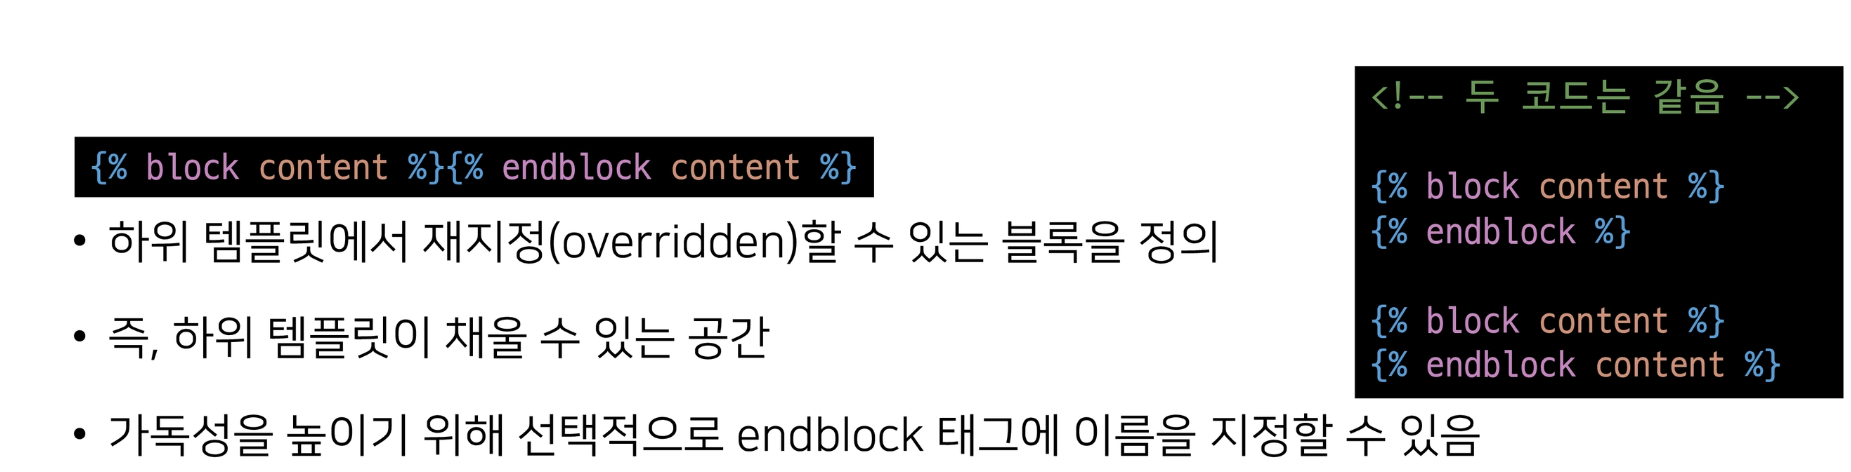 {% block content %}{% endblock content %}
• 하위 템플릿에서 재지정(overridden)할 수 있는 블록을 정의
• 즉, 하위 템플릿이 채울 수 있는 공간
• 가독성을 높이기 위해 선택적으로 endblock 태그에 이름을 지정할 수 있음
<!-- 두 코드는 같음 -->
{% block content %}
{% endblock %}
{% block content %}
{% endblock content %}